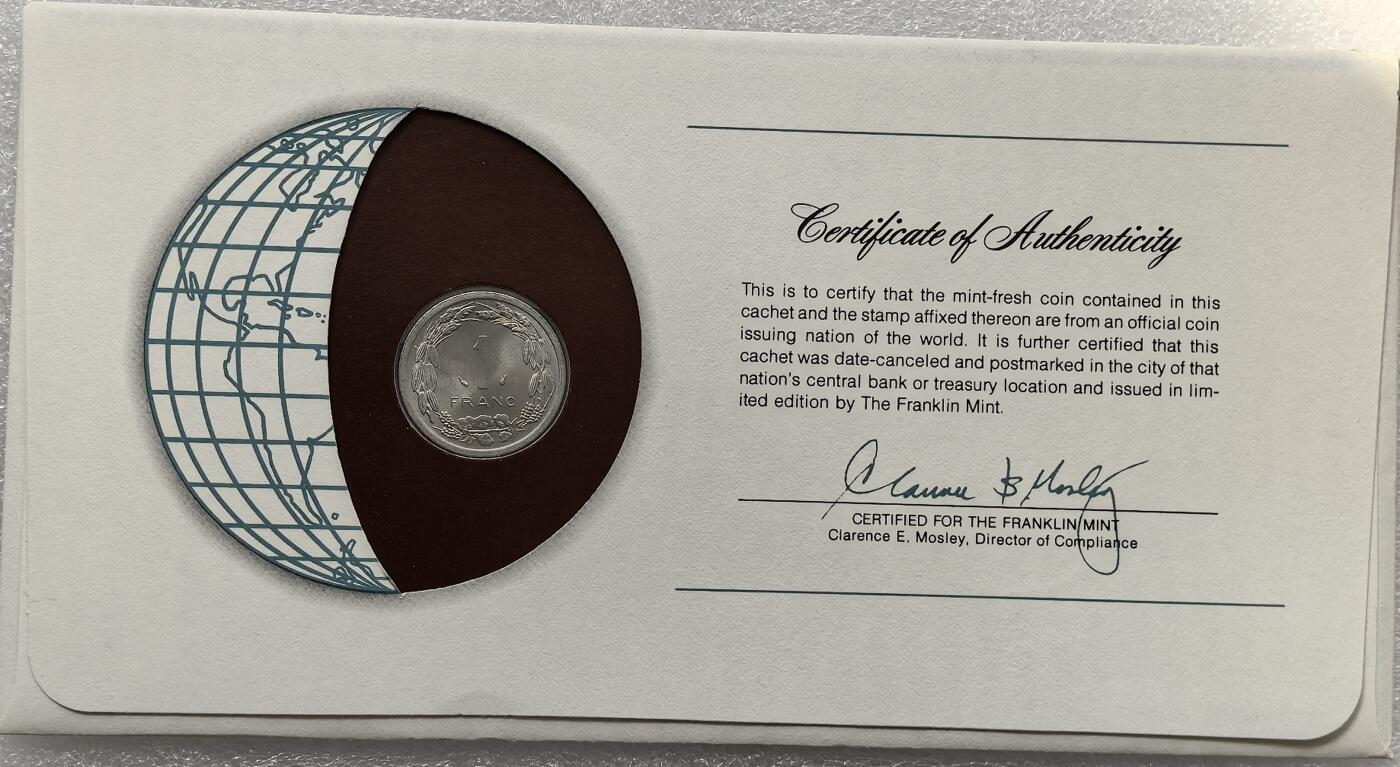 1
FRANC
Certificate of Authenticity
This is to certify that the mint-fresh coin contained in this
cachet and the stamp affixed thereon are from an official coin
issuing nation of the world. It is further certified that this
cachet was date-canceled and postmarked in the city of that
nation's central bank or treasury location and issued in lim-
ited edition by The Franklin Mint.
CERTIFIED FOR THE FRANKLIN MINT
Clarence E. Mosley, Director of Compliance